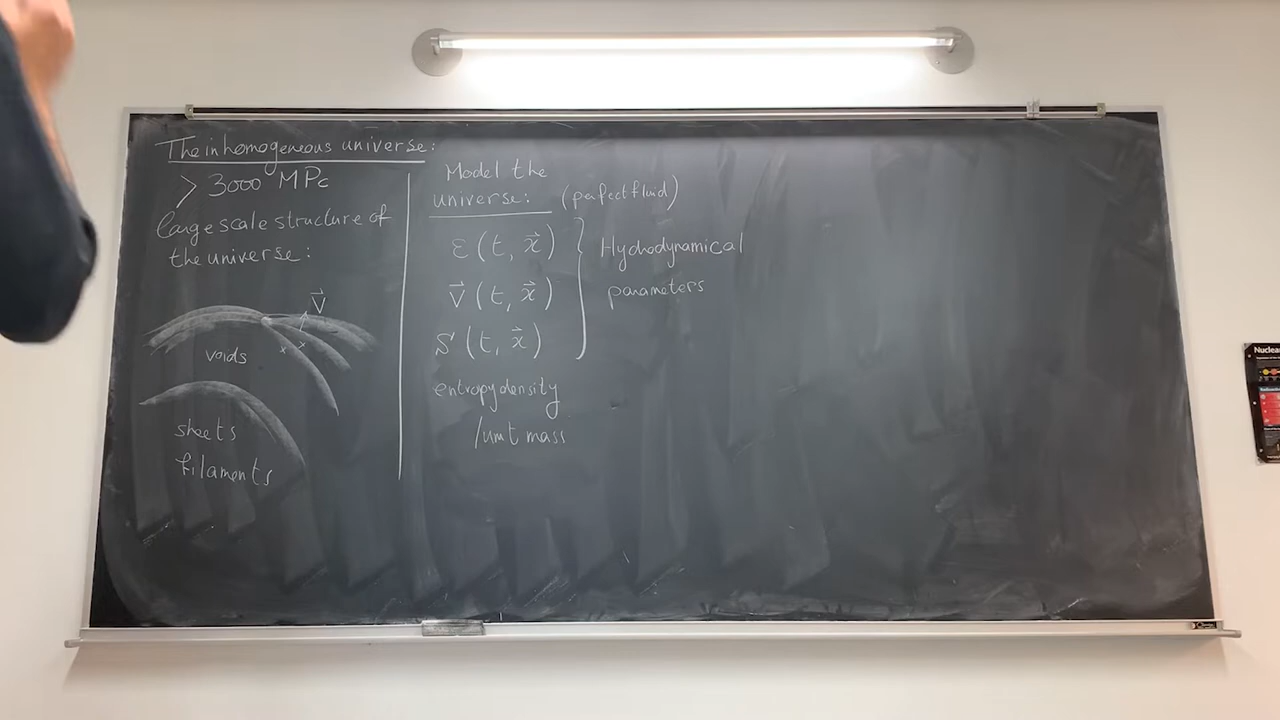 The inhomogeneous universe:
> 3000 MPc
large scale structure of
the universe:
V⃗
voids
x x
sheets
filaments
Model the
universe: (perfect fluid)
ε(t, x⃗)
V⃗(t, x⃗)
S(t, x⃗)
Hydrodynamical
parameters
entropy density
/unit mass
Nuclear